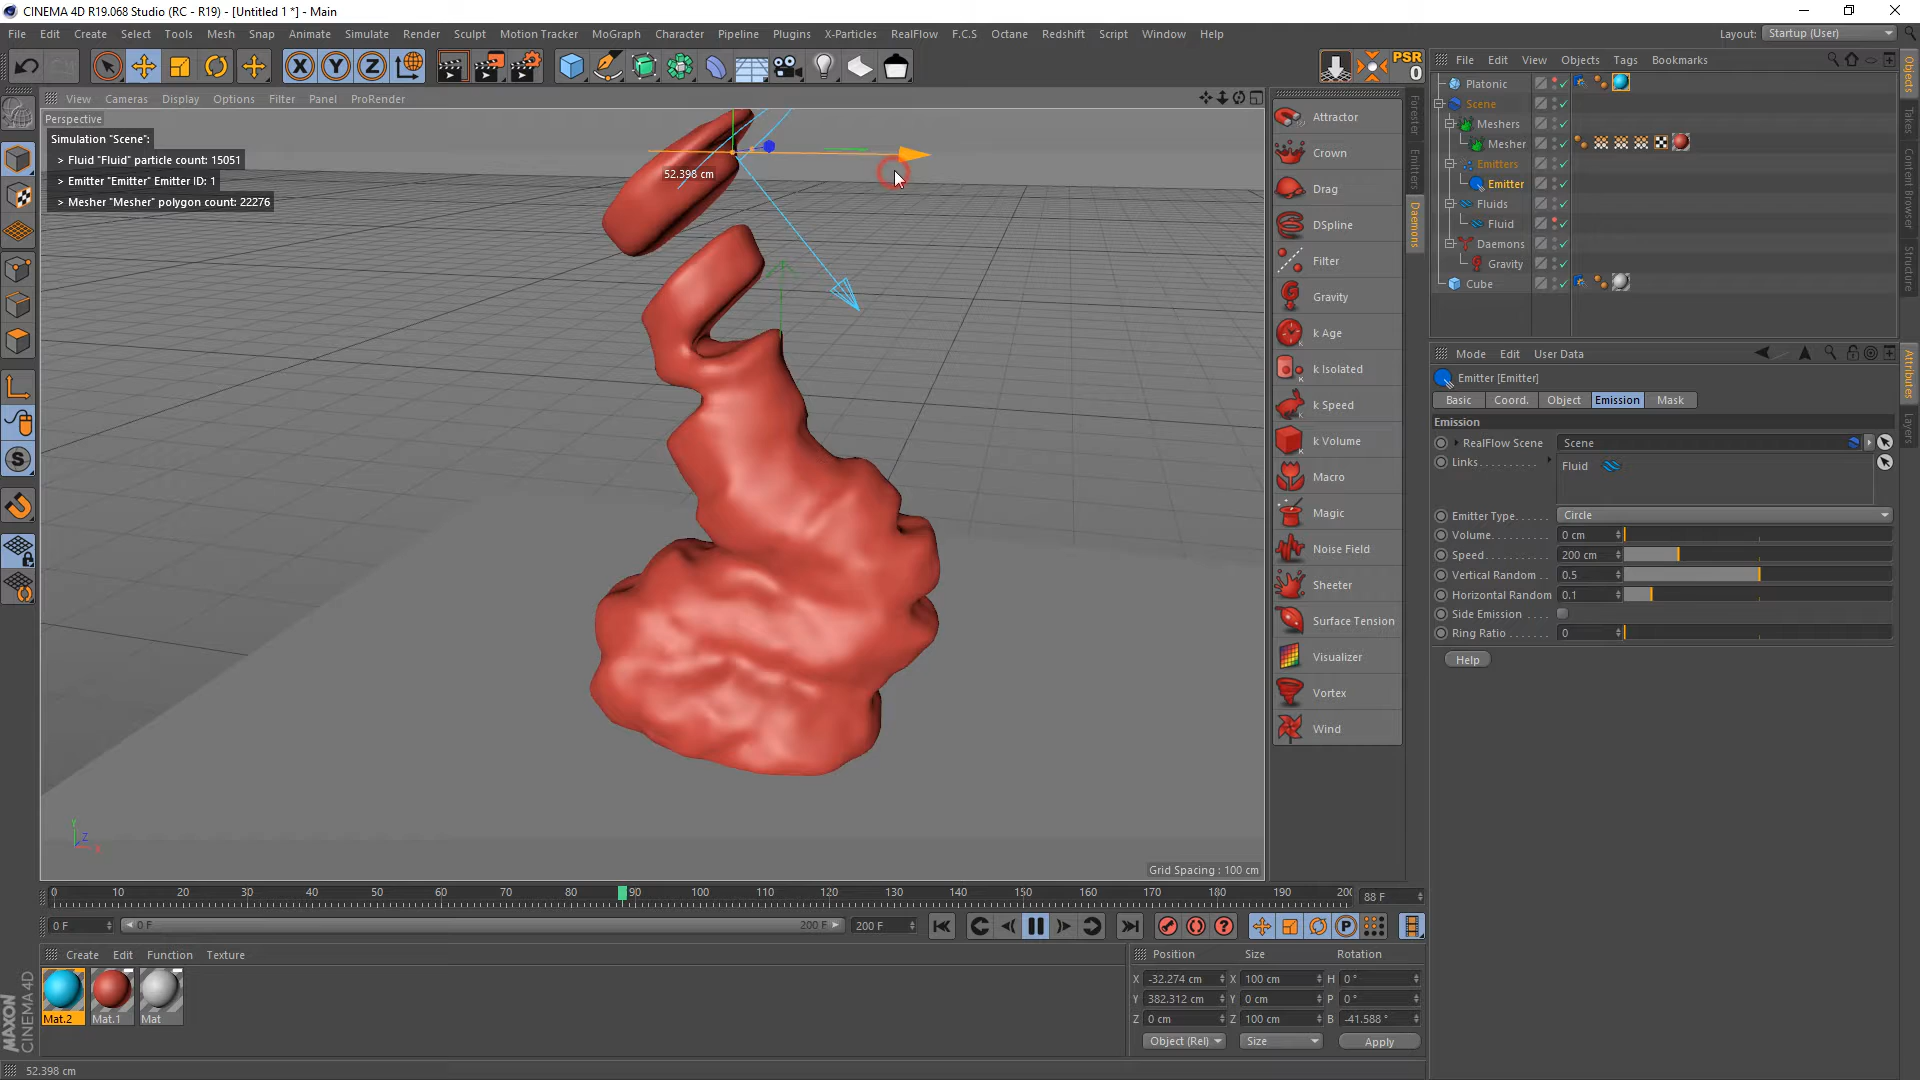 CINEMA 4D R19.068 Studio (RC - R19) - [Untitled 1 *] - Main
File Edit Create Select Tools Mesh Snap Animate Simulate Render Sculpt Motion Tracker MoGraph Character Pipeline Plugins X-Particles RealFlow F.C.S Octane Redshift Script Window Help
Layout: Startup (User)
PSR
0
X Y Z
View Cameras Display Options Filter Panel ProRender
Perspective
Simulation "Scene":
> Fluid "Fluid" particle count: 15051
> Emitter "Emitter" Emitter ID: 1
> Mesher "Mesher" polygon count: 22276
52.398 cm
Grid Spacing : 100 cm
Y
Z
X
S
Attractor
Crown
Drag
DSpline
Filter
Gravity
k Age
k Isolated
k Speed
k Volume
Macro
Magic
Noise Field
Sheeter
Surface Tension
Visualizer
Vortex
Wind
Forester
Emitters
Daemons
File Edit View Objects Tags Bookmarks
Platonic
Scene
Meshers
Mesher
Emitters
Emitter
Fluids
Fluid
Daemons
Gravity
Cube
Objects
Takes
Content Browser
Structure
Mode Edit User Data
Emitter [Emitter]
Basic Coord. Object Emission Mask
Emission
RealFlow Scene Scene
Links Fluid
Emitter Type Circle
Volume 0 cm
Speed 200 cm
Vertical Random 0.5
Horizontal Random 0.1
Side Emission
Ring Ratio 0
Help
Attributes
Layers
0 10 20 30 40 50 60 70 80 90 100 110 120 130 140 150 160 170 180 190 200
88 F
0 F
0 F
200 F
200 F
P
Create Edit Function Texture
Mat.2
Mat.1
Mat
Position Size Rotation
X -32.274 cm X 100 cm H 0 °
Y 382.312 cm Y 0 cm P 0 °
Z 0 cm Z 100 cm B -41.588 °
Object (Rel) Size Apply
MAXON
CINEMA 4D
52.398 cm